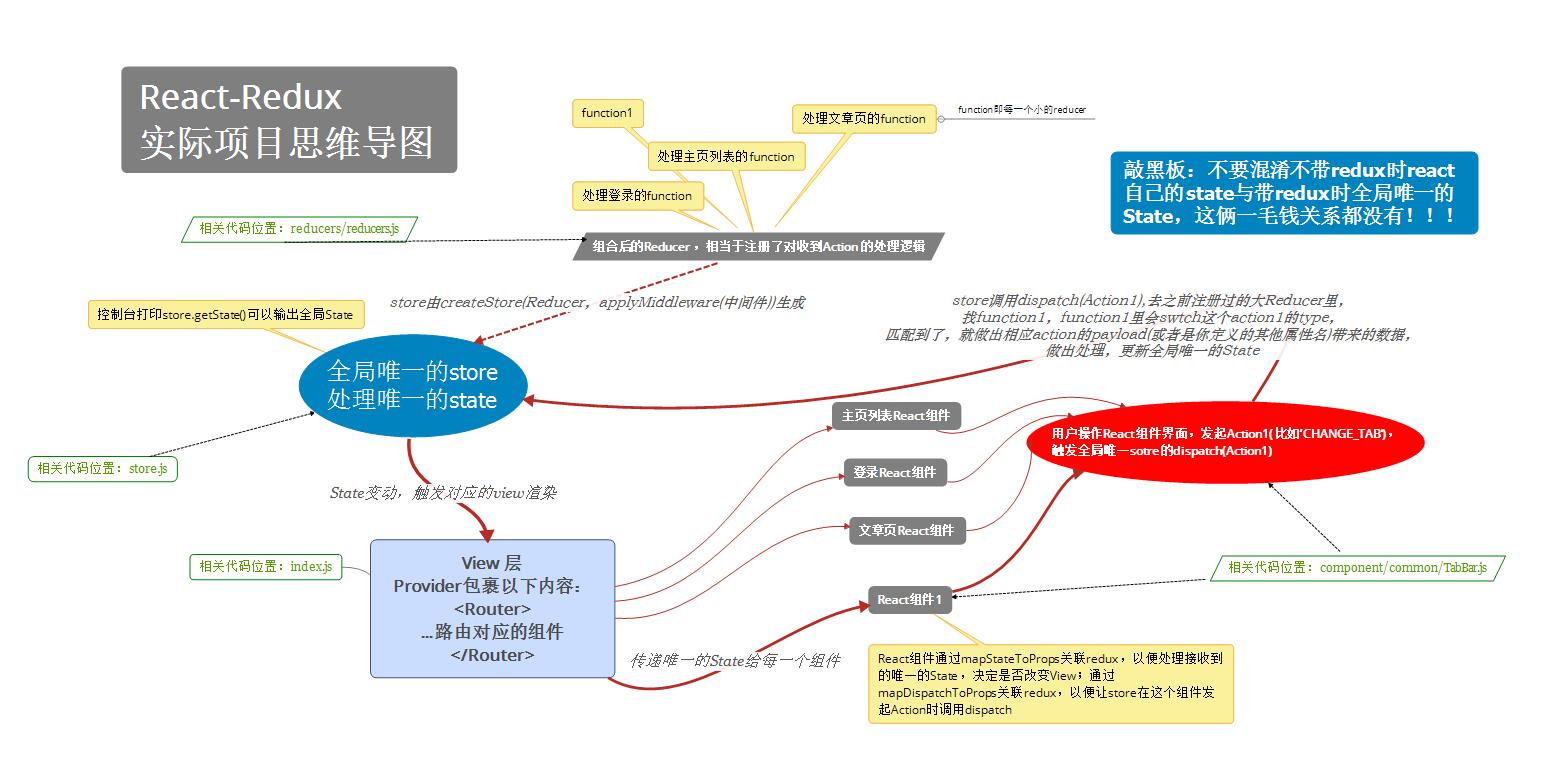 React-Redux
实际项目思维导图
function1
处理文章页的function
function即每一个小的reducer
处理主页列表的function
处理登录的function
敲黑板：不要混淆不带redux时react
自己的state与带redux时全局唯一的
State，这俩一毛钱关系都没有！！！
相关代码位置：reducers/reducers.js
组合后的Reducer ，相当于注册了对收到Action 的处理逻辑
store由createStore(Reducer，applyMiddleware(中间件))生成
控制台打印store.getState()可以输出全局State
store调用dispatch(Action1),去之前注册过的大Reducer里，
找function1，function1里会swtch这个action1的type，
匹配到了，就做出相应action的payload(或者是你定义的其他属性名)带来的数据，
做出处理，更新全局唯一的State
全局唯一的store
处理唯一的state
主页列表React组件
用户操作React组件界面，发起Action1( 比如‘CHANGE_TAB’)，
触发全局唯一sotre的dispatch(Action1)
相关代码位置：store.js
登录React组件
State变动，触发对应的view渲染
文章页React组件
相关代码位置：index.js
View 层
Provider包裹以下内容：
<Router>
...路由对应的组件
</Router>
相关代码位置：component/common/TabBar.js
React组件1
传递唯一的State给每一个组件
React组件通过mapStateToProps关联redux，以便处理接收到
的唯一的State，决定是否改变View；通过
mapDispatchToProps关联redux，以便让store在这个组件发
起Action时调用dispatch